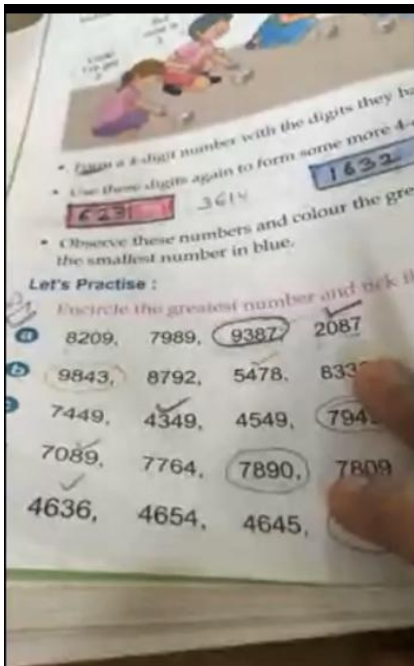 • Form a 4-digit number with the digits they ha
• Use these digits again to form some more 4-
6231 3614 1632
• Observe these numbers and colour the gre
the smallest number in blue.
Let's Practise :
Encircle the greatest number and tick th
a 8209, 7989, 9387, 2087
b 9843, 8792, 5478, 833
7449, 4349, 4549, 794
7089, 7764, 7890, 7809
4636, 4654, 4645,